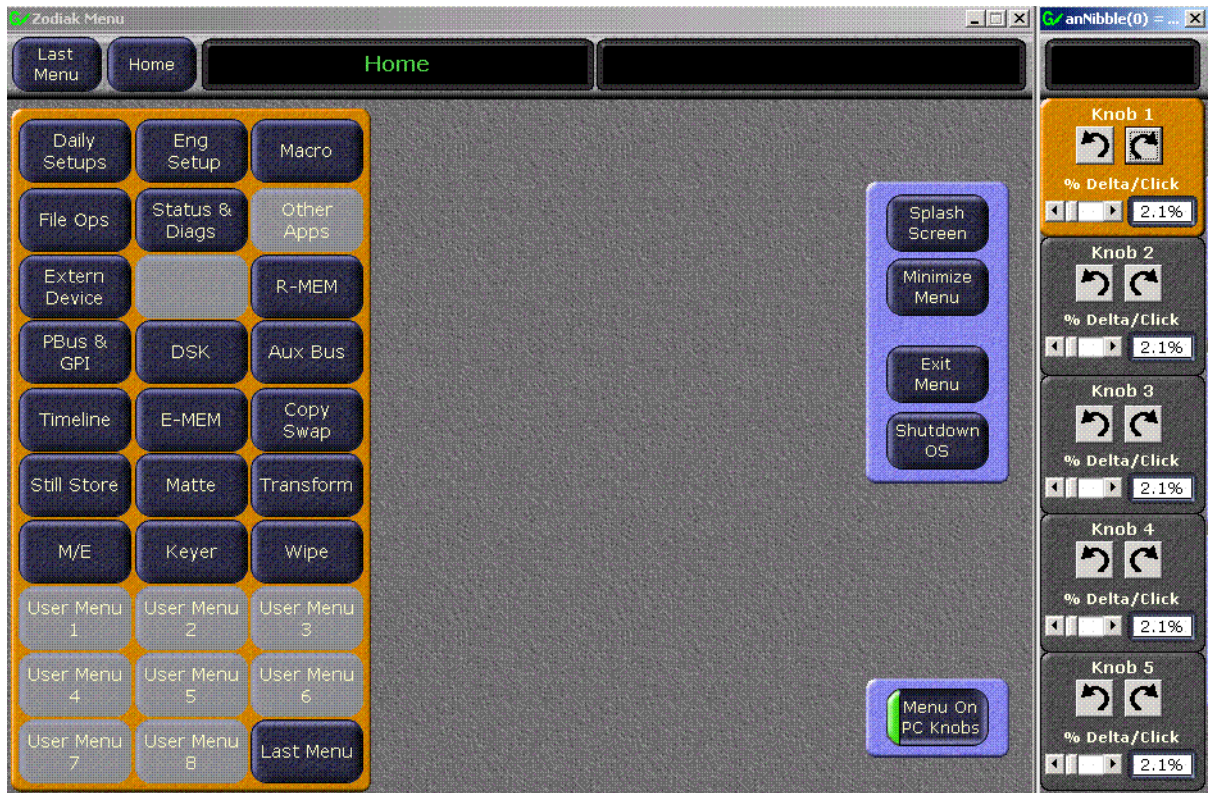 Zodiak Menu
anNibble(0) = ...
Last
Menu
Home
Home
Daily
Setups
Eng
Setup
Macro
File Ops
Status &
Diags
Other
Apps
Extern
Device
R-MEM
PBus &
GPI
DSK
Aux Bus
Timeline
E-MEM
Copy
Swap
Still Store
Matte
Transform
M/E
Keyer
Wipe
User Menu
1
User Menu
2
User Menu
3
User Menu
4
User Menu
5
User Menu
6
User Menu
7
User Menu
8
Last Menu
Splash
Screen
Minimize
Menu
Exit
Menu
Shutdown
OS
Menu On
PC Knobs
Knob 1
% Delta/Click
2.1%
Knob 2
% Delta/Click
2.1%
Knob 3
% Delta/Click
2.1%
Knob 4
% Delta/Click
2.1%
Knob 5
% Delta/Click
2.1%